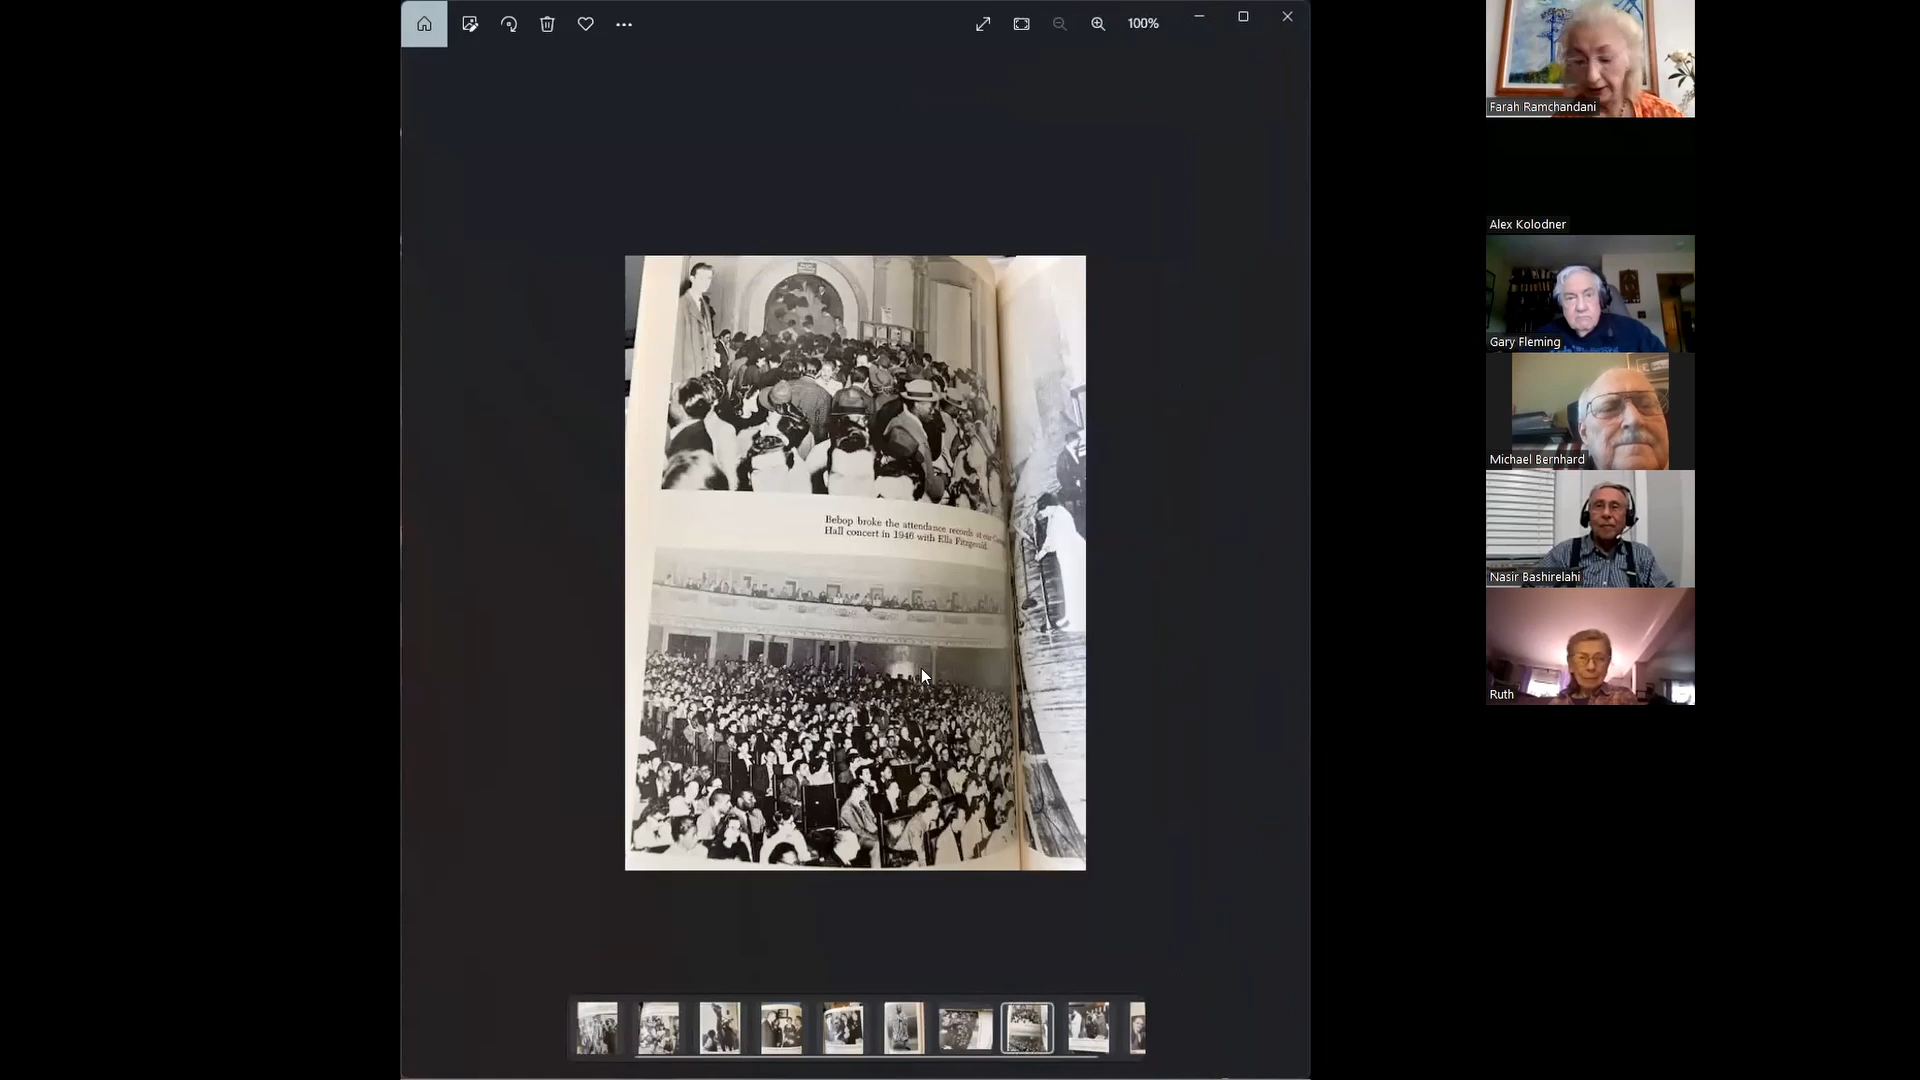 100%
Farah Ramchandani
Alex Kolodner
Gary Fleming
Michael Bernhard
Nasir Bashirelahi
Ruth
Bebop broke the attendance records at our
Hall concert in 1946 with Ella Fitzgerald.